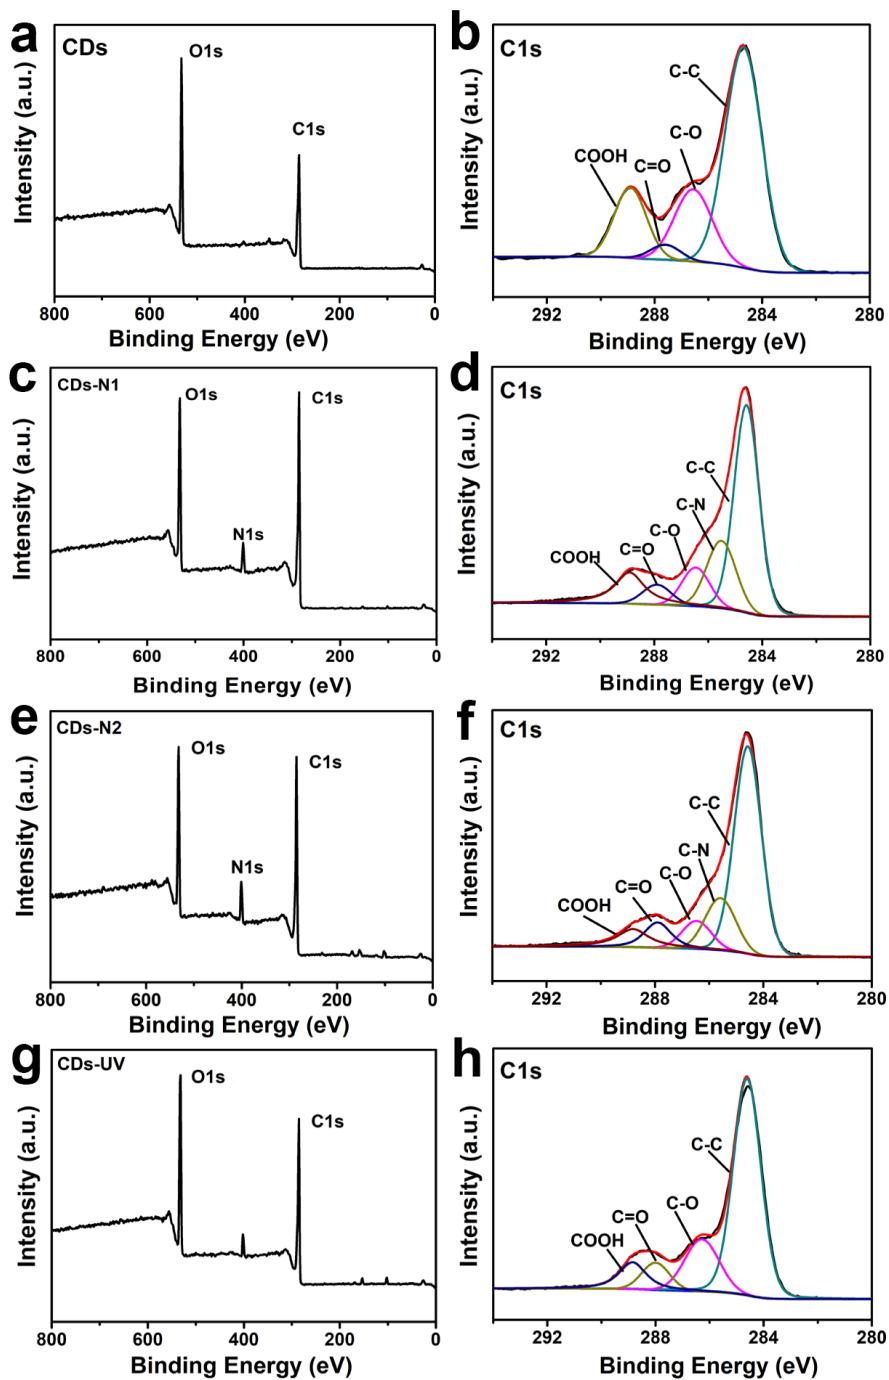 a
CDs
O1s
C1s
Intensity (a.u.)
800 600 400 200 0
Binding Energy (eV)
b
C1s
C-C
C-O
C=O
COOH
Intensity (a.u.)
292 288 284 280
Binding Energy (eV)
c
CDs-N1
O1s
C1s
N1s
Intensity (a.u.)
800 600 400 200 0
Binding Energy (eV)
d
C1s
C-C
C-N
C-O
C=O
COOH
Intensity (a.u.)
292 288 284 280
Binding Energy (eV)
e
CDs-N2
O1s
C1s
N1s
Intensity (a.u.)
800 600 400 200 0
Binding Energy (eV)
f
C1s
C-C
C-N
C-O
C=O
COOH
Intensity (a.u.)
292 288 284 280
Binding Energy (eV)
g
CDs-UV
O1s
C1s
Intensity (a.u.)
800 600 400 200 0
Binding Energy (eV)
h
C1s
C-C
C-O
C=O
COOH
Intensity (a.u.)
292 288 284 280
Binding Energy (eV)